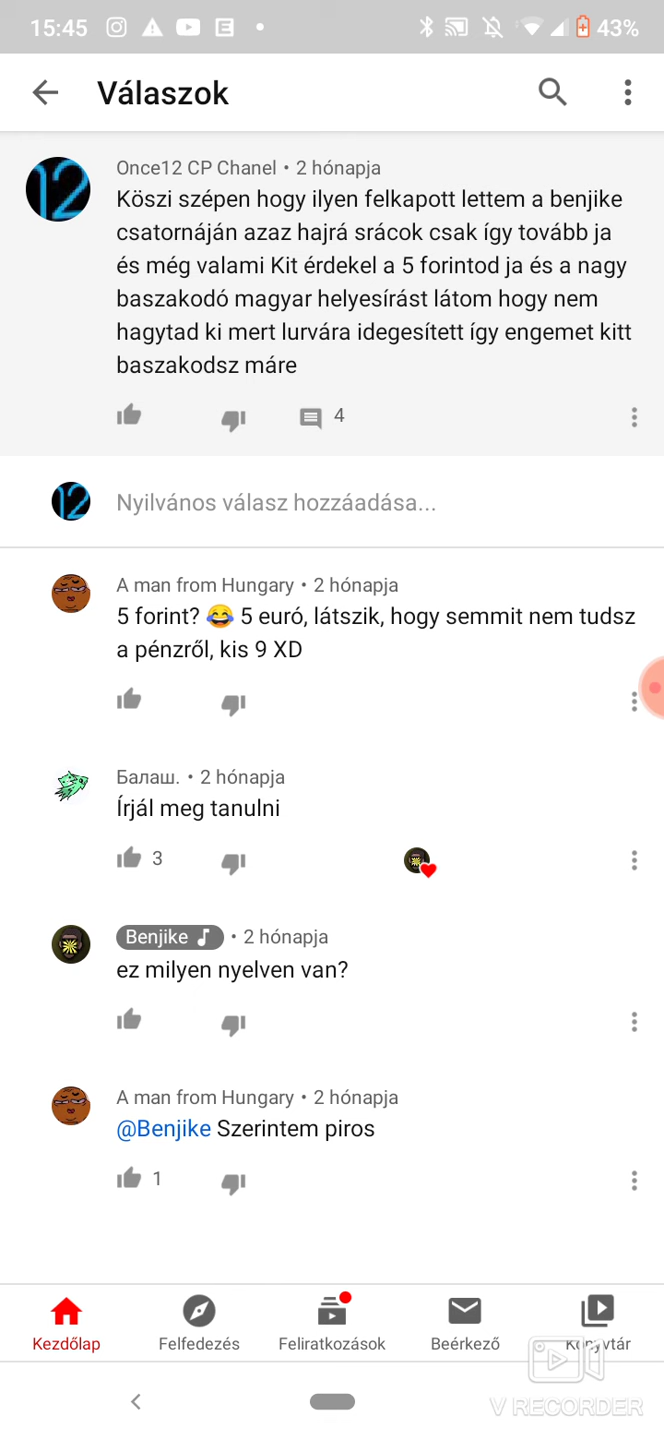 15:45
43%
Válaszok
Once12 CP Chanel • 2 hónapja
Köszi szépen hogy ilyen felkapott lettem a benjike
csatornáján azaz hajrá srácok csak így tovább ja
és még valami Kit érdekel a 5 forintod ja és a nagy
baszakodó magyar helyesírást látom hogy nem
hagytad ki mert lurvára idegesített így engemet kitt
baszakodsz máre
4
12
Nyilvános válasz hozzáadása...
A man from Hungary • 2 hónapja
5 forint? 😂 5 euró, látszik, hogy semmit nem tudsz
a pénzről, kis 9 XD
Балаш. • 2 hónapja
Írjál meg tanulni
3
Benjike • 2 hónapja
ez milyen nyelven van?
A man from Hungary • 2 hónapja
@Benjike Szerintem piros
1
Kezdőlap
Felfedezés
Feliratkozások
Beérkező
Könyvtár
V RECORDER